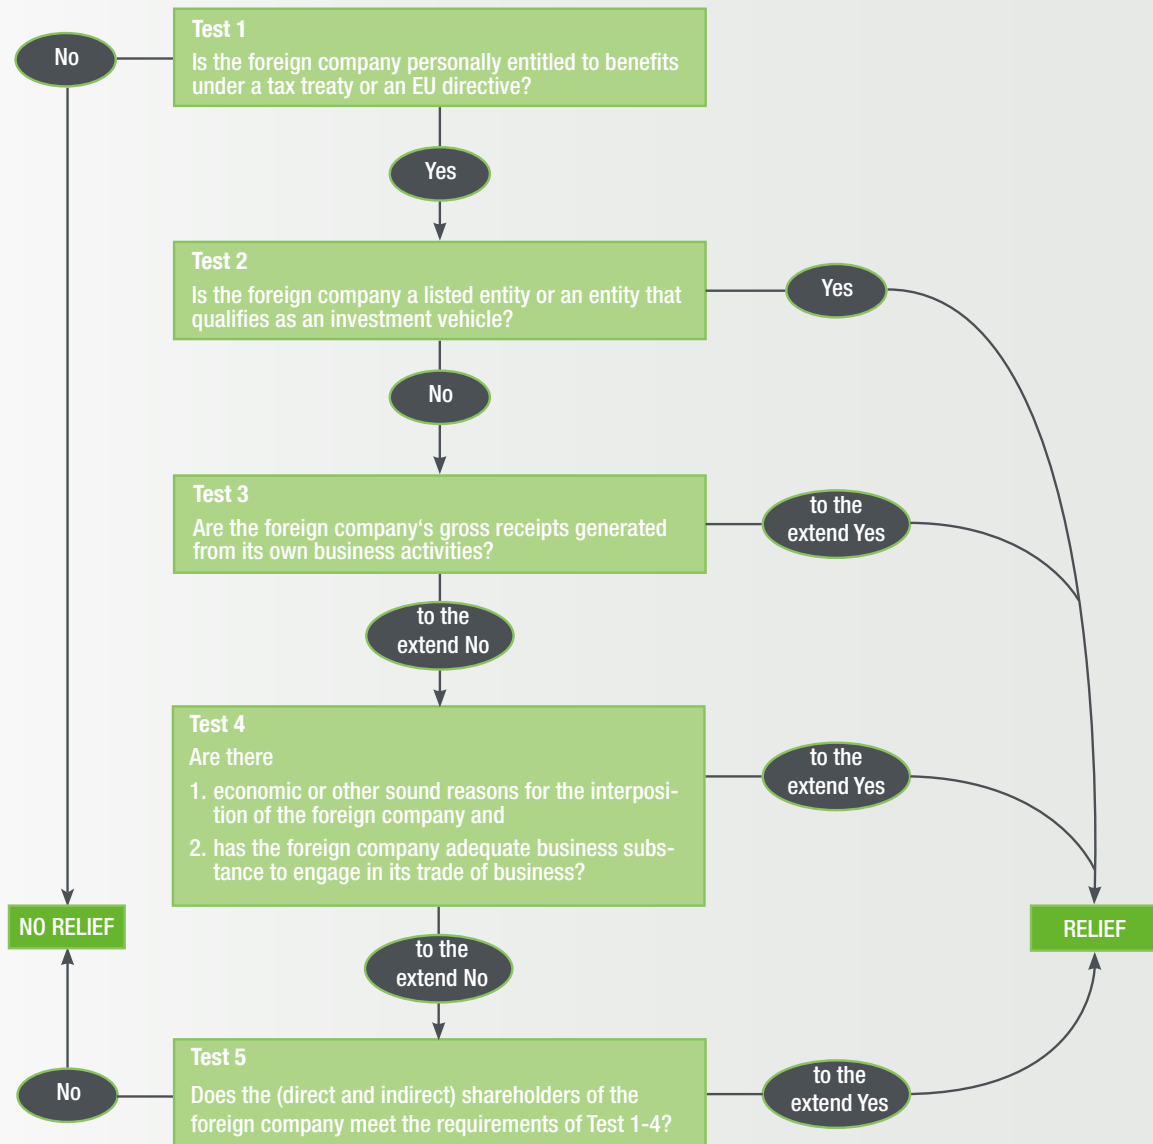 Test 1
No
Is the foreign company personally entitled to benefits
under a tax treaty or an EU directive?
Yes
Test 2
Is the foreign company a listed entity or an entity that
qualifies as an investment vehicle?
Yes
No
Test 3
Are the foreign company's gross receipts generated
from its own business activities?
to the
extend Yes
to the
extend No
Test 4
Are there
1. economic or other sound reasons for the interposi-
tion of the foreign company and
2. has the foreign company adequate business subs-
tance to engage in its trade of business?
to the
extend Yes
NO RELIEF
RELIEF
to the
extend No
Test 5
Does the (direct and indirect) shareholders of the
foreign company meet the requirements of Test 1-4?
No
to the
extend Yes